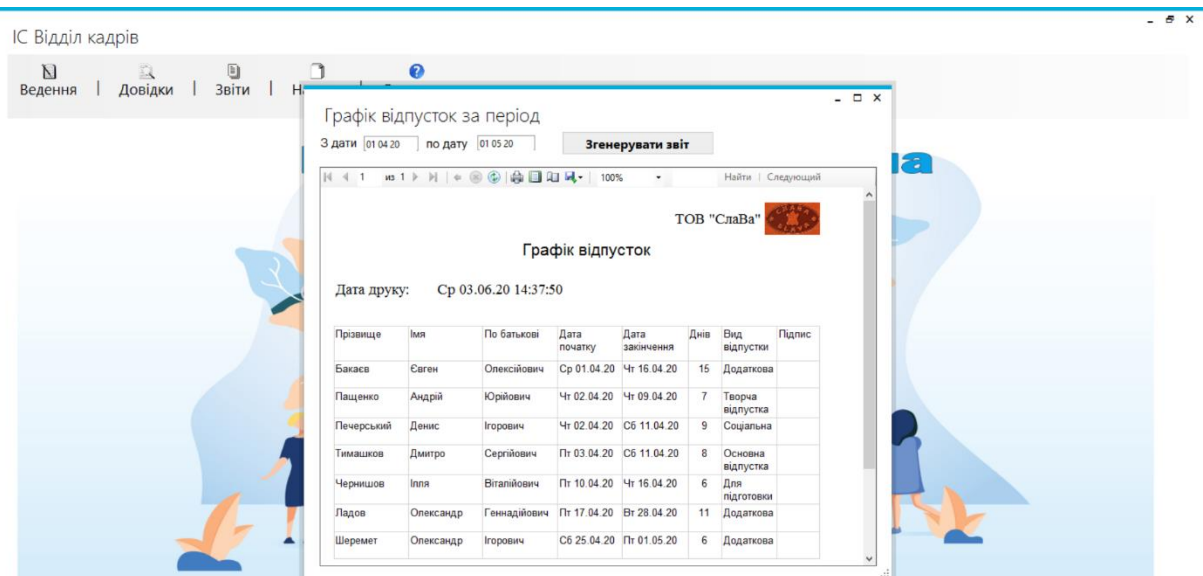 ІС Відділ кадрів
Ведення | Довідки | Звіти |
Графік відпусток за період
З дати 01 04 20 по дату 01 05 20 Згенерувати звіт
1 из 1 100% Найти | Следующий
ТОВ "СлаВа" СЛАВА SLAVA
Графік відпусток
Дата друку: Ср 03.06.20 14:37:50
Прізвище Імя По батькові Дата початку Дата закінчення Днів Вид відпустки Підпис
Бакаєв Євген Олексійович Ср 01.04.20 Чт 16.04.20 15 Додаткова
Пащенко Андрій Юрійович Чт 02.04.20 Чт 09.04.20 7 Творча відпустка
Печерський Денис Ігорович Чт 02.04.20 Сб 11.04.20 9 Соціальна
Тимашков Дмитро Сергійович Пт 03.04.20 Сб 11.04.20 8 Основна відпустка
Чернишов Ілля Віталійович Пт 10.04.20 Чт 16.04.20 6 Для підготовки
Ладов Олександр Геннадійович Пт 17.04.20 Вт 28.04.20 11 Додаткова
Шеремет Олександр Ігорович Сб 25.04.20 Пт 01.05.20 6 Додаткова